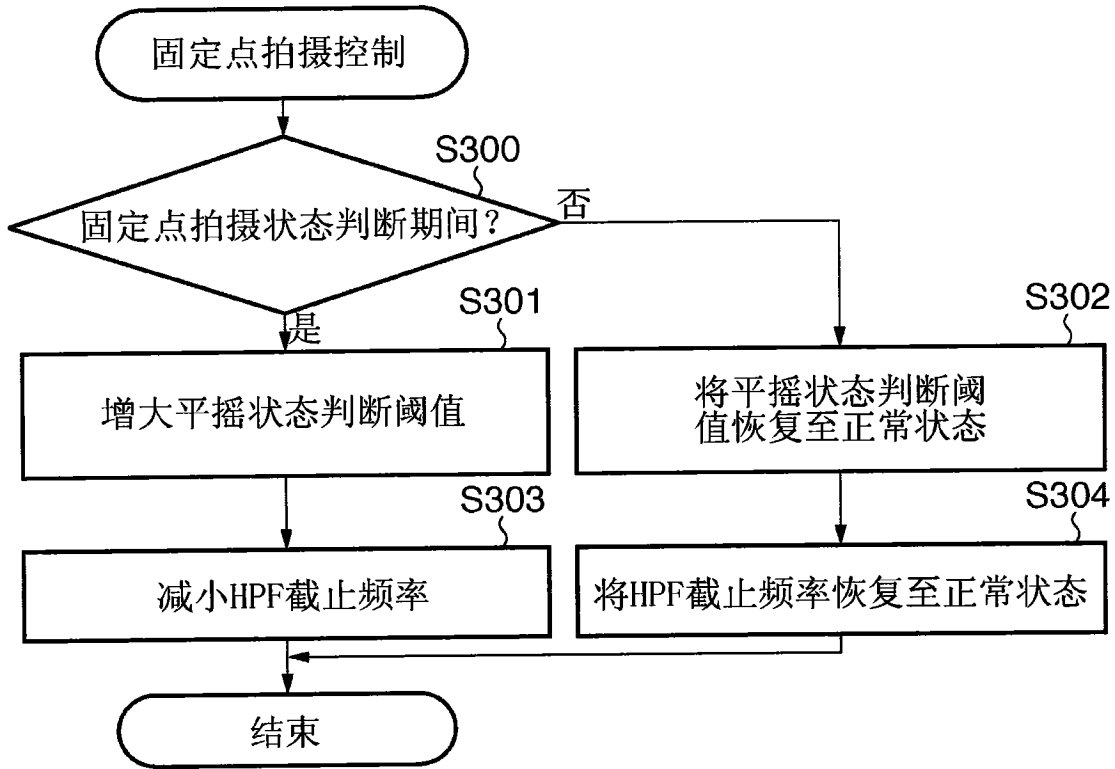 固定点拍摄控制
S300
固定点拍摄状态判断期间？
否
是
S301
增大平摇状态判断阈值
S302
将平摇状态判断阈
值恢复至正常状态
S303
减小HPF截止频率
S304
将HPF截止频率恢复至正常状态
结束